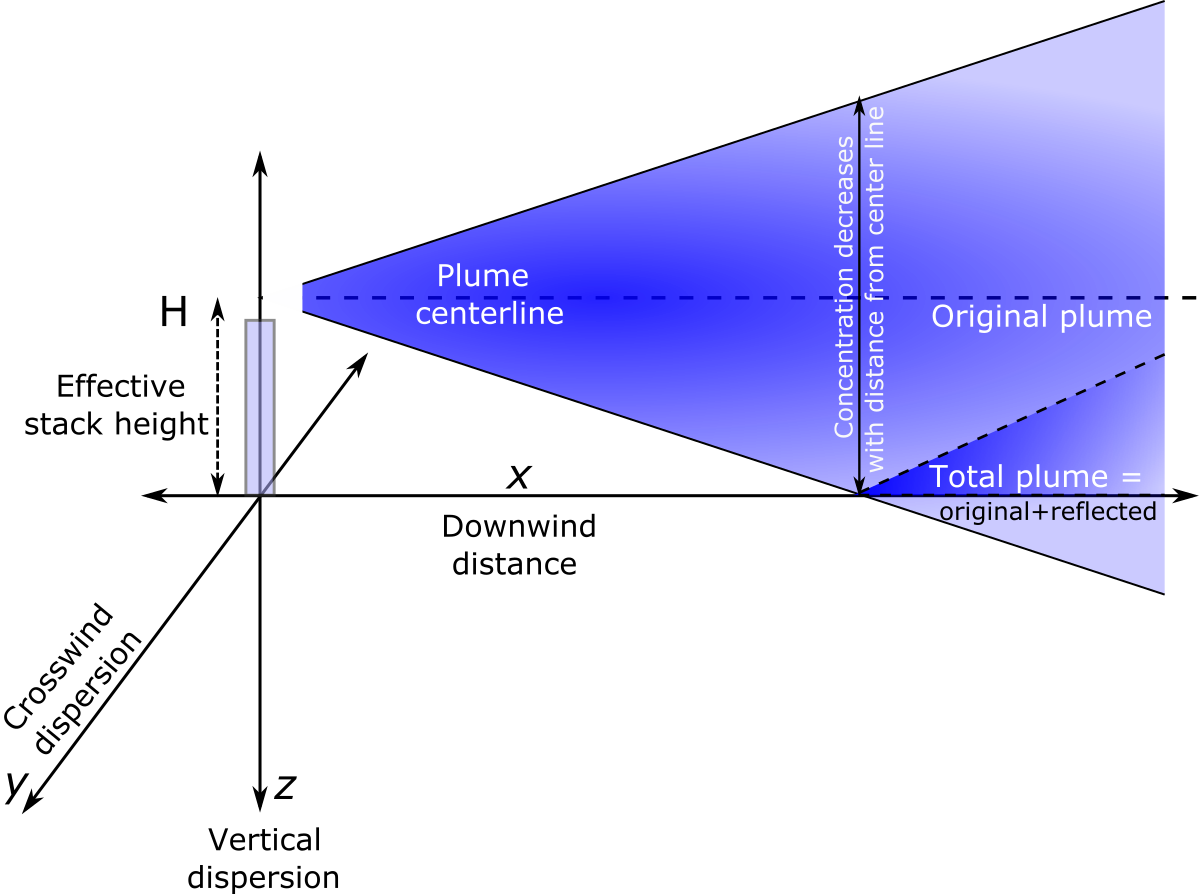 H
Effective
stack height
Plume
centerline
Concentration decreases
with distance from center line
Original plume
Total plume =
original+reflected
x
Downwind
distance
Crosswind
dispersion
y
z
Vertical
dispersion